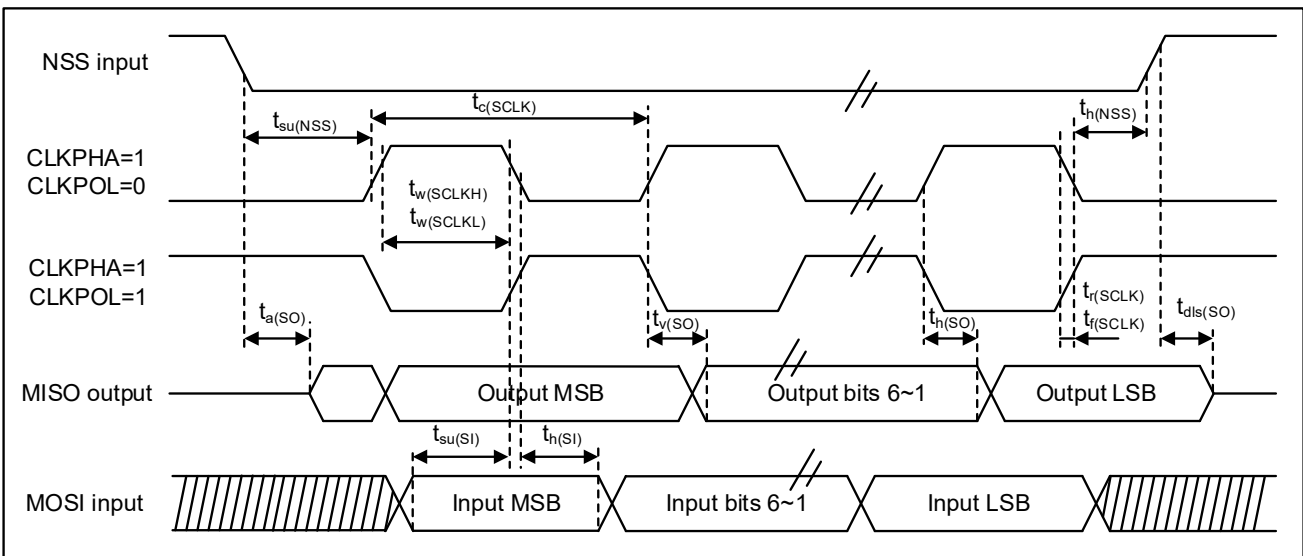 NSS input
tc(SCLK)
th(NSS)
tsu(NSS)
CLKPHA=1
CLKPOL=0
tw(SCLKH)
tw(SCLKL)
CLKPHA=1
CLKPOL=1
tr(SCLK)
ta(SO)
tv(SO)
th(SO)
tf(SCLK)
tdls(SO)
MISO output
Output MSB
Output bits 6~1
Output LSB
tsu(SI)
th(SI)
MOSI input
Input MSB
Input bits 6~1
Input LSB